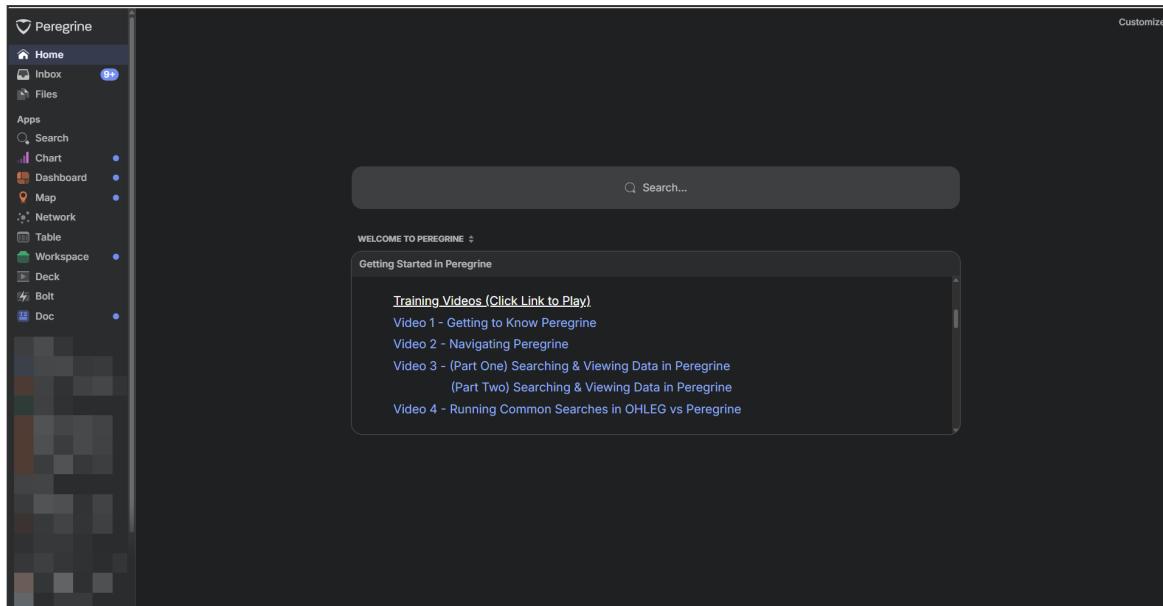 Peregrine
Home
Inbox 9+
Files
Apps
Search
Chart
Dashboard
Map
Network
Table
Workspace
Deck
Bolt
Doc
Customize
Search...
WELCOME TO PEREGRINE
Getting Started in Peregrine
Training Videos (Click Link to Play)
Video 1 - Getting to Know Peregrine
Video 2 - Navigating Peregrine
Video 3 - (Part One) Searching & Viewing Data in Peregrine
(Part Two) Searching & Viewing Data in Peregrine
Video 4 - Running Common Searches in OHLEG vs Peregrine